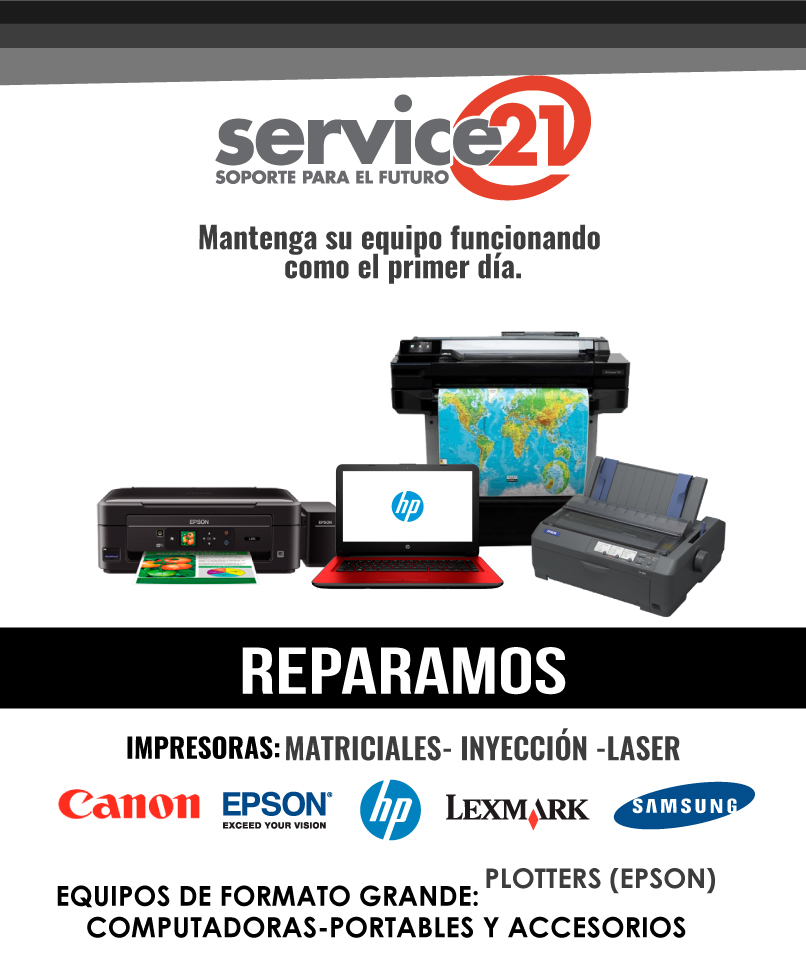 service21
SOPORTE PARA EL FUTURO
Mantenga su equipo funcionando
como el primer día.
EPSON
EPSON
hp
hp
EPSON
REPARAMOS
IMPRESORAS: MATRICIALES- INYECCIÓN -LASER
Canon
EPSON®
EXCEED YOUR VISION
hp
LEXMARK
SAMSUNG
EQUIPOS DE FORMATO GRANDE: PLOTTERS (EPSON)
COMPUTADORAS-PORTABLES Y ACCESORIOS